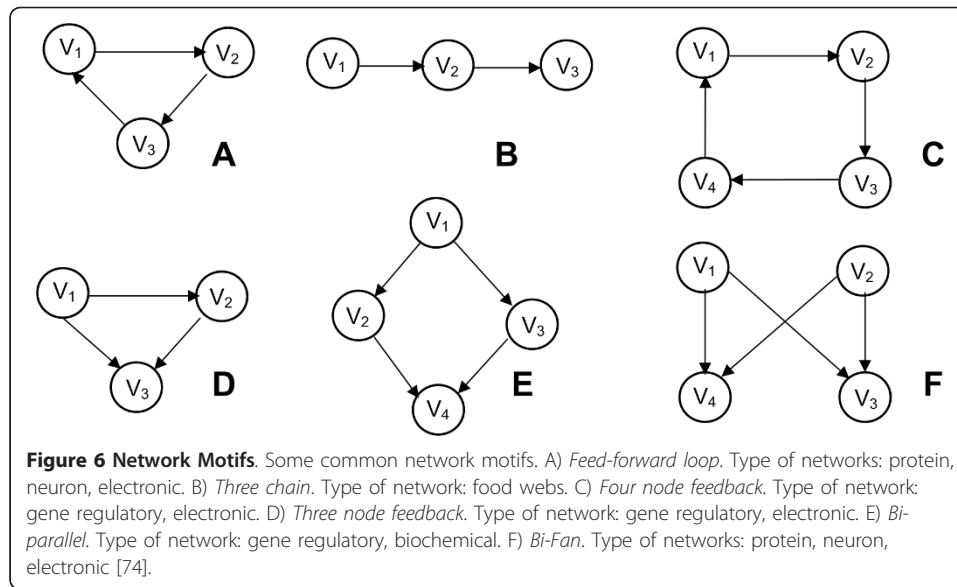 V1
V2
V3
A
V1
V2
V3
B
V1
V2
V4
V3
C
V1
V2
V3
D
V1
V2
V3
V4
E
V1
V2
V4
V3
F
Figure 6 Network Motifs. Some common network motifs. A) Feed-forward loop. Type of networks: protein,
neuron, electronic. B) Three chain. Type of network: food webs. C) Four node feedback. Type of network:
gene regulatory, electronic. D) Three node feedback. Type of network: gene regulatory, electronic. E) Bi-
parallel. Type of network: gene regulatory, biochemical. F) Bi-Fan. Type of networks: protein, neuron,
electronic [74].